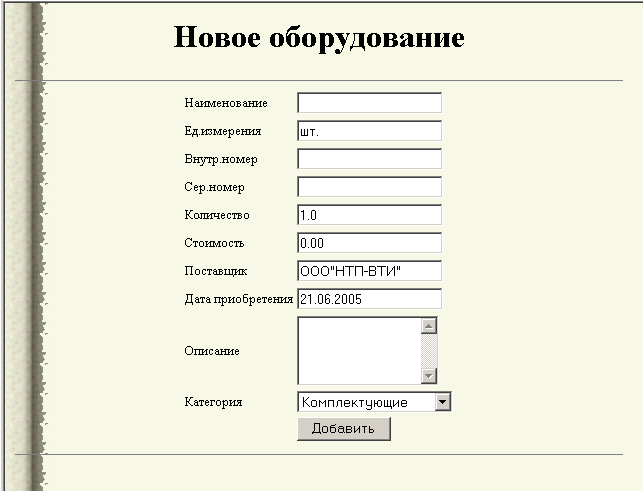 Новое оборудование
Наименование
Ед.измерения шт.
Внутр.номер
Сер.номер
Количество 1.0
Стоимость 0.00
Поставщик ООО"НТП-ВТИ"
Дата приобретения 21.06.2005
Описание
Категория Комплектующие
Добавить